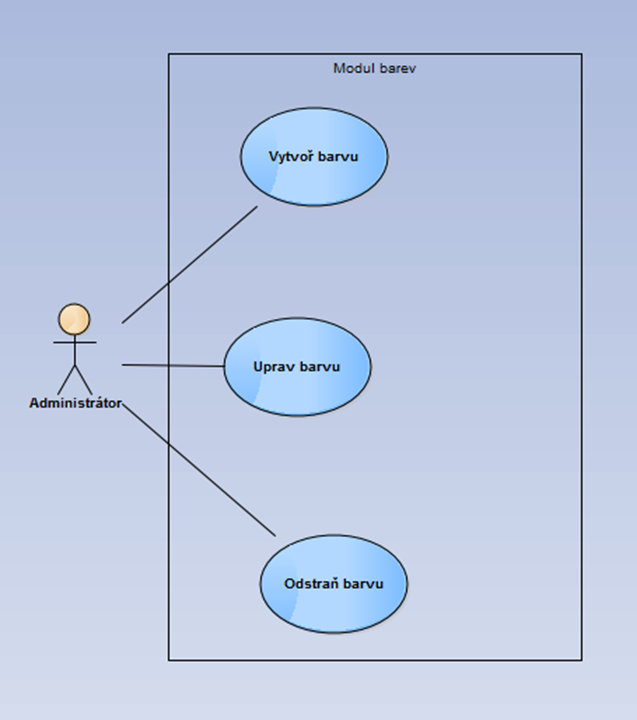 Modul barev
Vytvoř barvu
Uprav barvu
Administrátor
Odstraň barvu